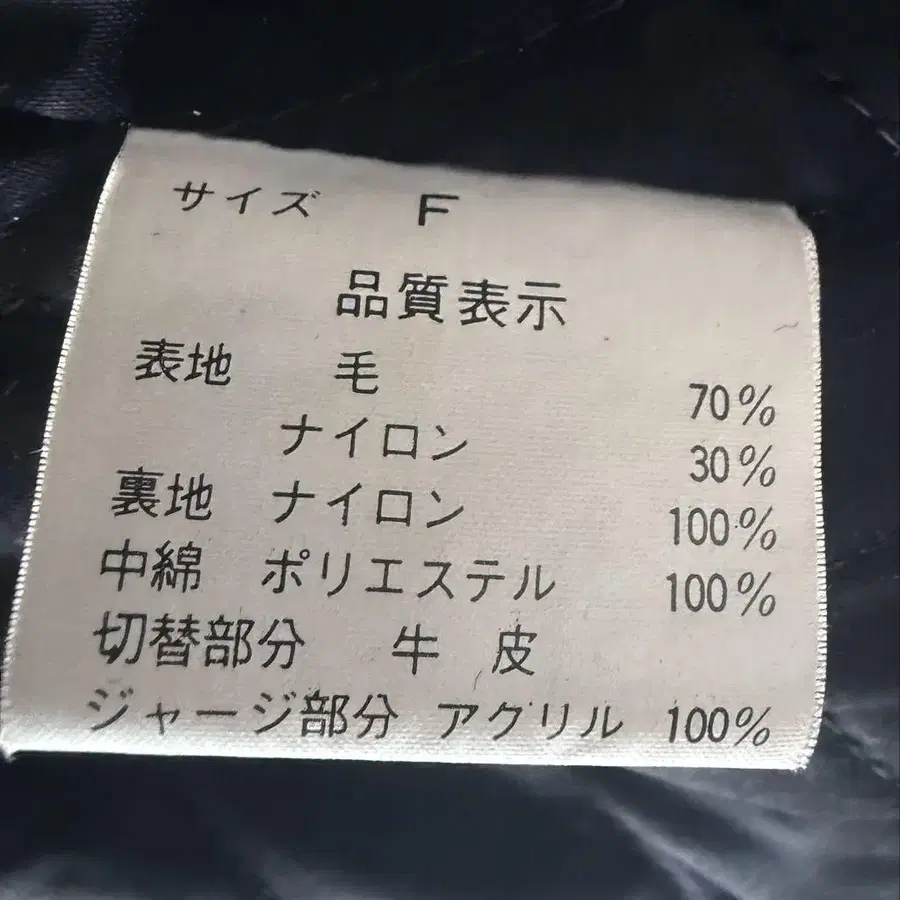 サイズ F
品質表示
表地 毛 70%
ナイロン 30%
裏地 ナイロン 100%
中綿 ポリエステル 100%
切替部分 牛皮
ジャージ部分 アクリル 100%